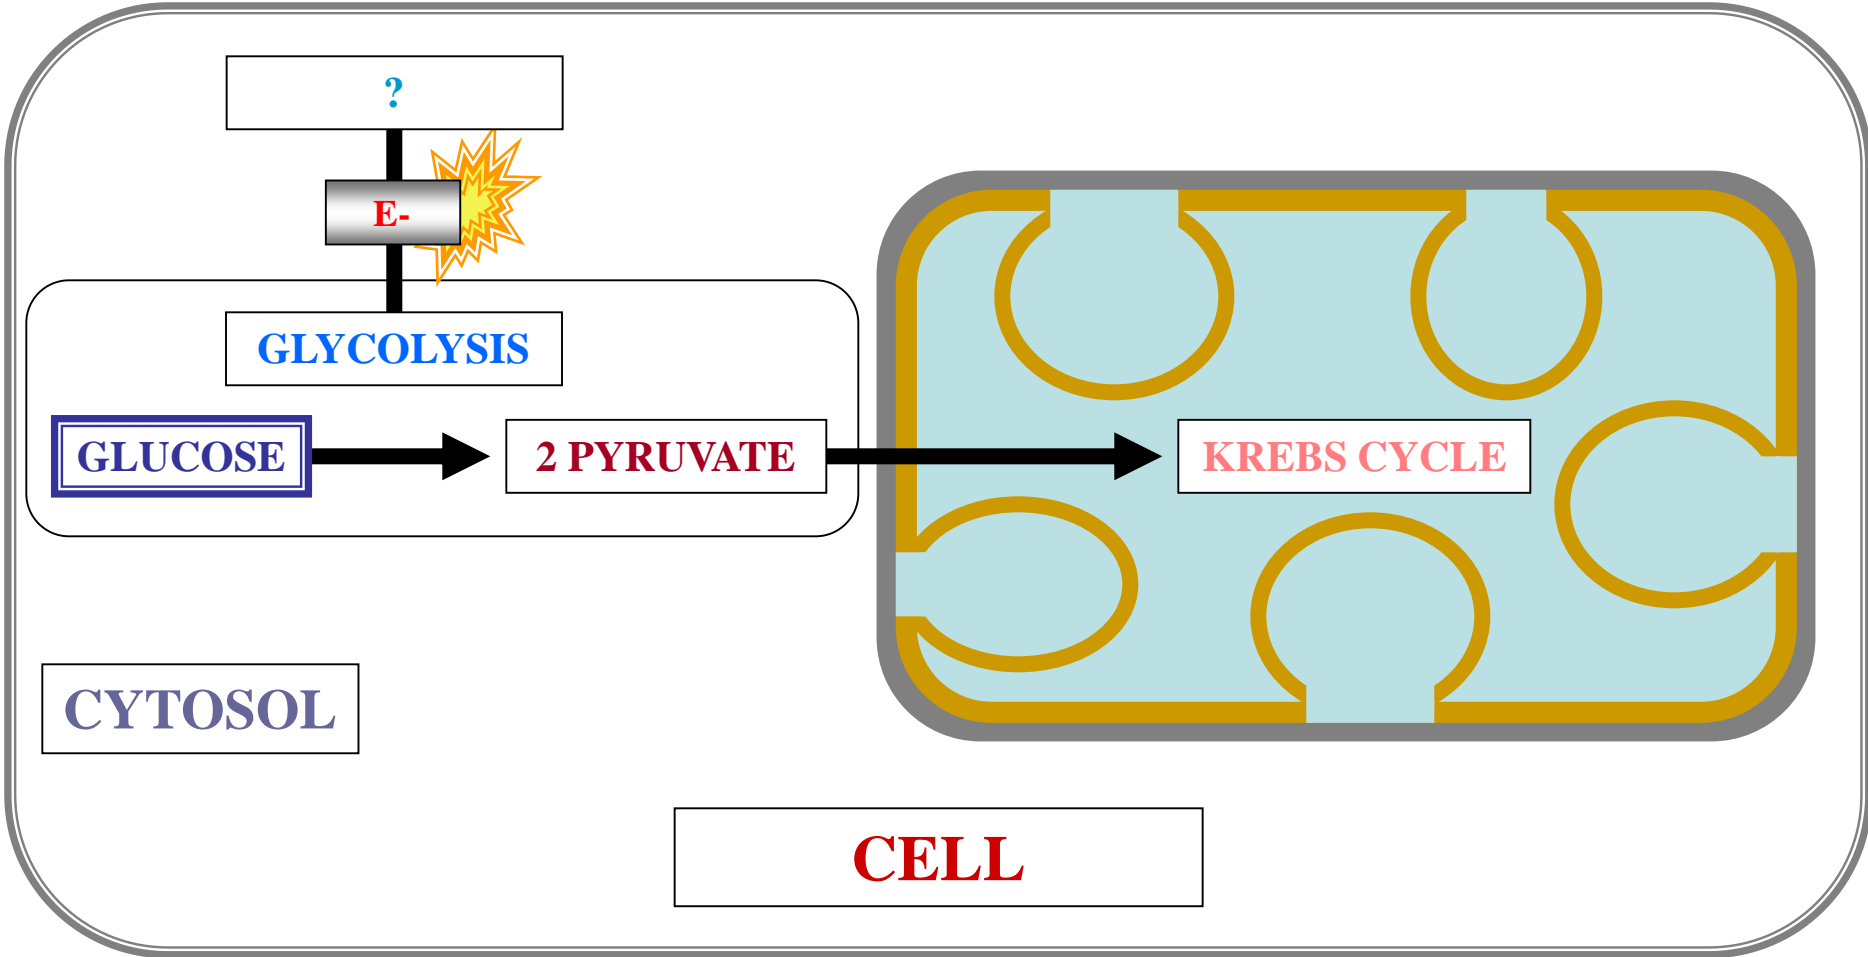 ?
E-
GLYCOLYSIS
GLUCOSE
2 PYRUVATE
KREBS CYCLE
CYTOSOL
CELL